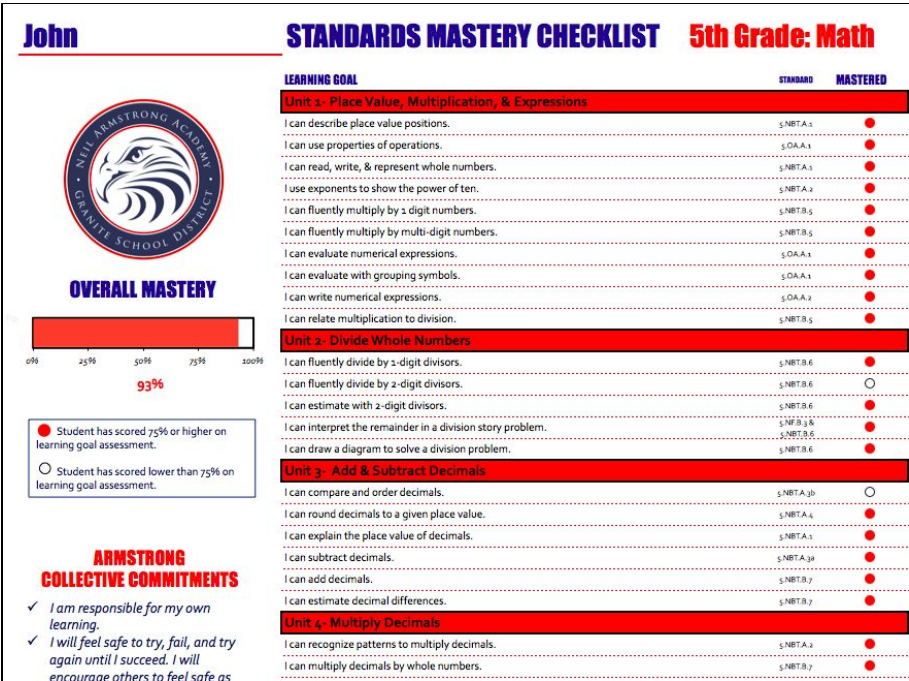 John
STANDARDS MASTERY CHECKLIST 5th Grade: Math
NEIL ARMSTRONG ACADEMY
GRANITE SCHOOL DISTRICT
OVERALL MASTERY
0% 25% 50% 75% 100%
93%
Student has scored 75% or higher on
learning goal assessment.
Student has scored lower than 75% on
learning goal assessment.
ARMSTRONG
COLLECTIVE COMMITMENTS
✓ I am responsible for my own
learning.
✓ I will feel safe to try, fail, and try
again until I succeed. I will
encourage others to feel safe as
LEARNING GOAL STANDARD MASTERED
Unit 1- Place Value, Multiplication, & Expressions
I can describe place value positions. 5.NBT.A.1
I can use properties of operations. 5.OA.A.1
I can read, write, & represent whole numbers. 5.NBT.A.1
I use exponents to show the power of ten. 5.NBT.A.2
I can fluently multiply by 1 digit numbers. 5.NBT.B.5
I can fluently multiply by multi-digit numbers. 5.NBT.B.5
I can evaluate numerical expressions. 5.OA.A.1
I can evaluate with grouping symbols. 5.OA.A.1
I can write numerical expressions. 5.OA.A.2
I can relate multiplication to division. 5.NBT.B.5
Unit 2- Divide Whole Numbers
I can fluently divide by 1-digit divisors. 5.NBT.B.6
I can fluently divide by 2-digit divisors. 5.NBT.B.6
I can estimate with 2-digit divisors. 5.NBT.B.6
I can interpret the remainder in a division story problem. 5.NF.B.3 &
5.NBT.B.6
I can draw a diagram to solve a division problem. 5.NBT.B.6
Unit 3- Add & Subtract Decimals
I can compare and order decimals. 5.NBT.A.3b
I can round decimals to a given place value. 5.NBT.A.4
I can explain the place value of decimals. 5.NBT.A.1
I can subtract decimals. 5.NBT.A.3a
I can add decimals. 5.NBT.B.7
I can estimate decimal differences. 5.NBT.B.7
Unit 4- Multiply Decimals
I can recognize patterns to multiply decimals. 5.NBT.A.2
I can multiply decimals by whole numbers. 5.NBT.B.7